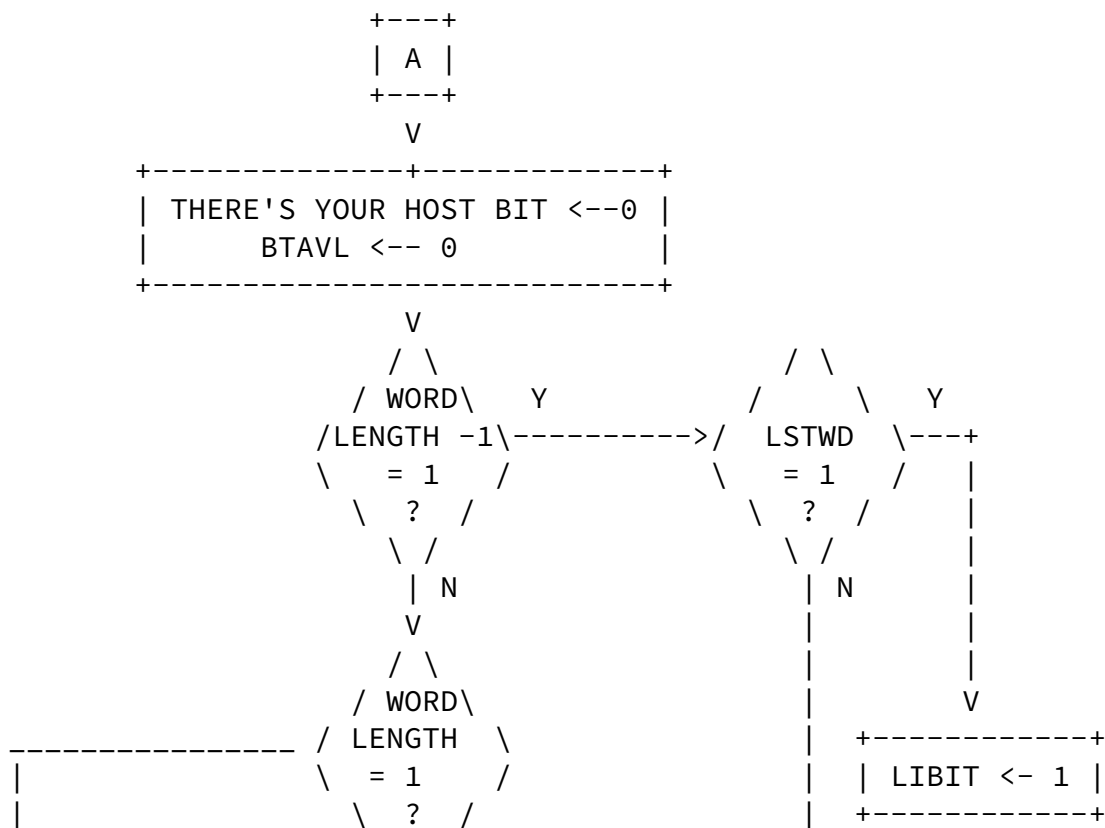 A
V
THERE'S YOUR HOST BIT <--0
BTAVL <-- 0
V
WORD Y Y
LENGTH -1 ----------> LSTWD
= 1 = 1
? ?
N N
V
WORD V
LENGTH
= 1 LIBIT <- 1
?